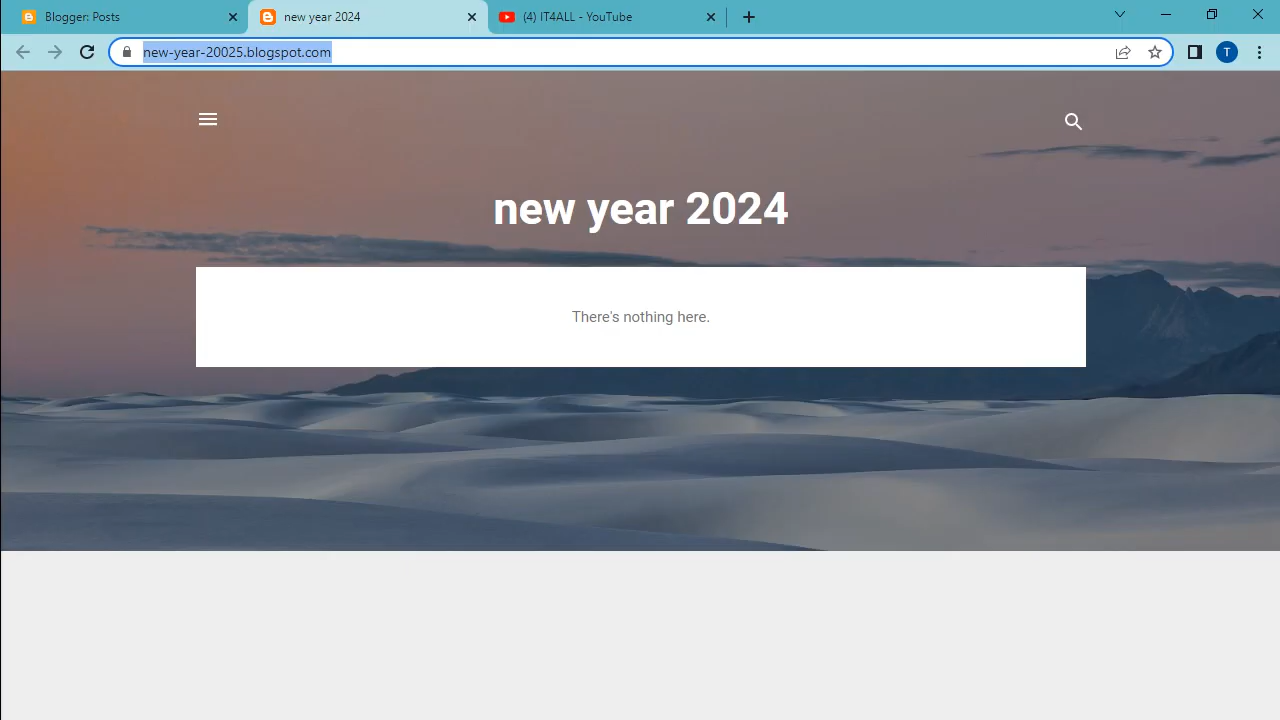 Blogger: Posts
new year 2024
(4) IT4ALL - YouTube
new-year-20025.blogspot.com
T
new year 2024
There's nothing here.